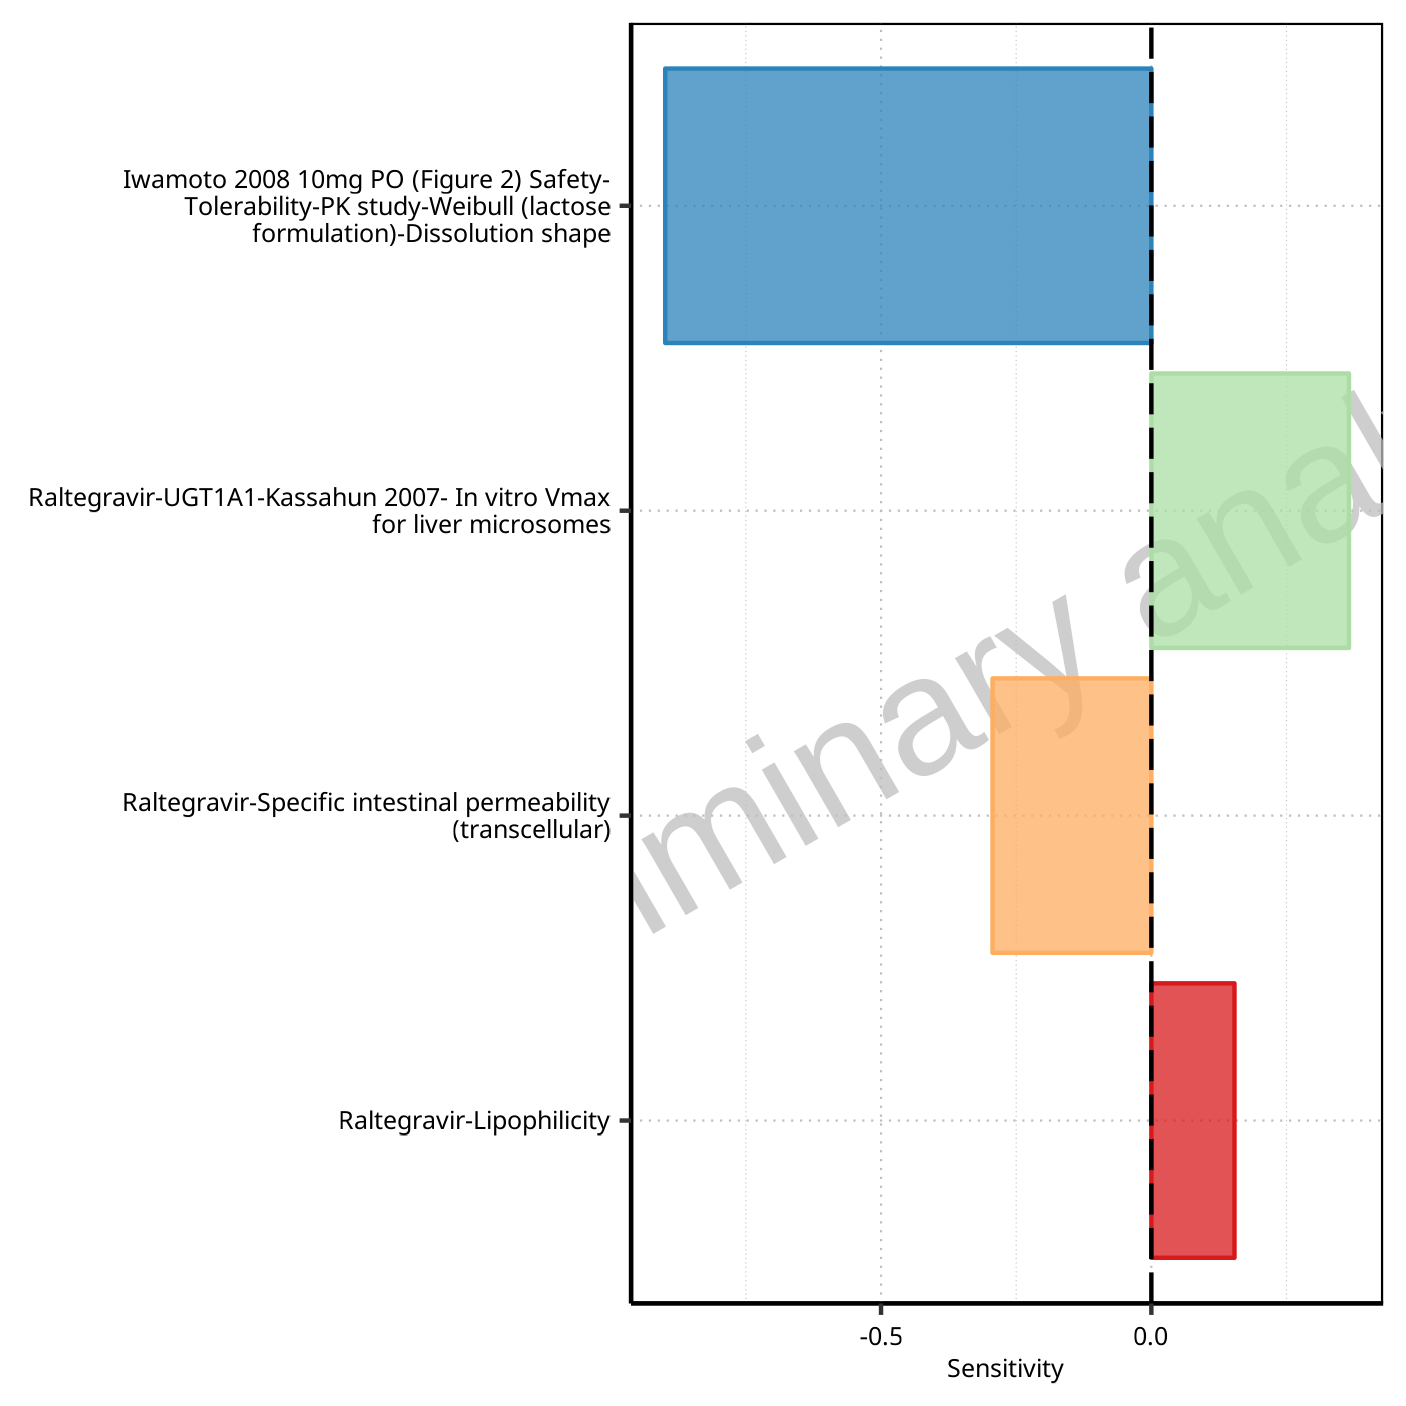 Iwamoto 2008 10mg PO (Figure 2) Safety-
Tolerability-PK study-Weibull (lactose
formulation)-Dissolution shape
Raltegravir-UGT1A1-Kassahun 2007- In vitro Vmax
for liver microsomes
Raltegravir-Specific intestinal permeability
(transcellular)
Raltegravir-Lipophilicity
minary anal
-0.5 0.0
Sensitivity